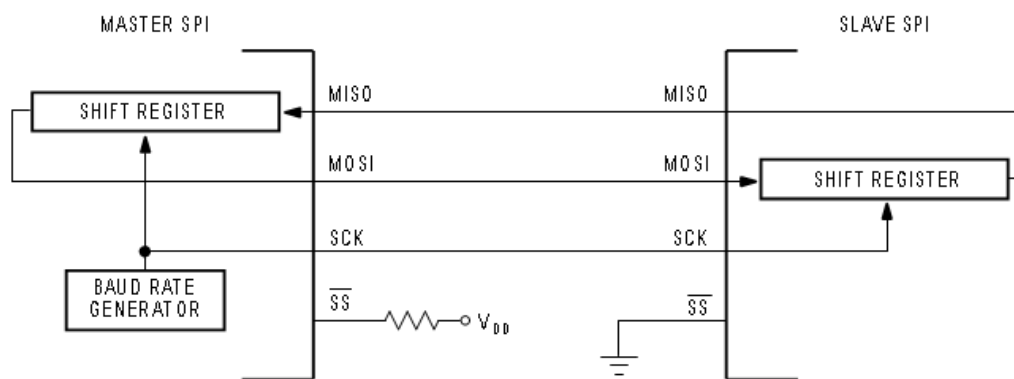 MASTER SPI
SLAVE SPI
SHIFT REGISTER
MISO
MISO
MOSI
MOSI
SHIFT REGISTER
SCK
SCK
BAUD RATE
GENERATOR
SS
VDD
SS